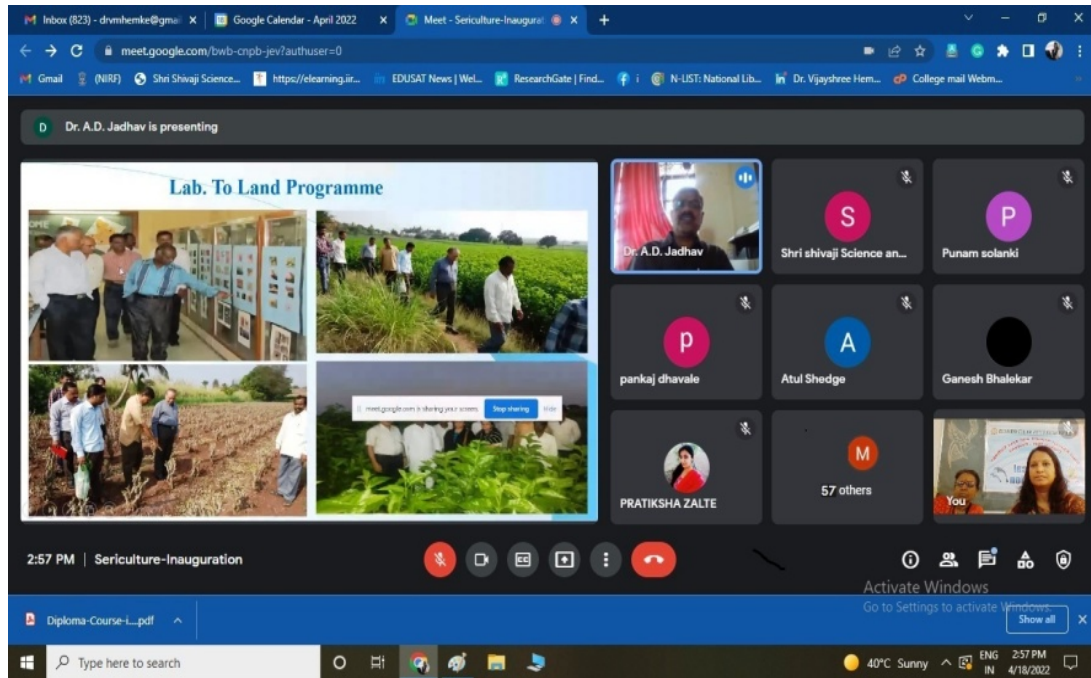 Inbox (823) - drvmhemke@gma
Google Calendar - April 2022
Meet - Sericulture-Inaugurat
meet.google.com/bwb-cnpb-jev?authuser=0
Gmail
(NIRF)
Shri Shivaji Science...
https://elearning.iir...
EDUSAT News | Wel...
ResearchGate | Find...
i
N-LIST: National Lib...
Dr. Vijayshree Hem...
College mail Webm...
D
Dr. A.D. Jadhav is presenting
Lab. To Land Programme
meet.google.com is sharing your screen.
Stop sharing
Hide
Dr. A.D. Jadhav
S
Shri shivaji Science an...
P
Punam solanki
p
pankaj dhavale
A
Atul Shedge
Ganesh Bhalekar
PRATIKSHA ZALTE
M
57 others
You
2:57 PM | Sericulture-Inauguration
CC
Activate Windows
Go to Settings to activate Windows.
Diploma-Course-i....pdf
Show all
Type here to search
40°C Sunny
ENG
IN
2:57 PM
4/18/2022